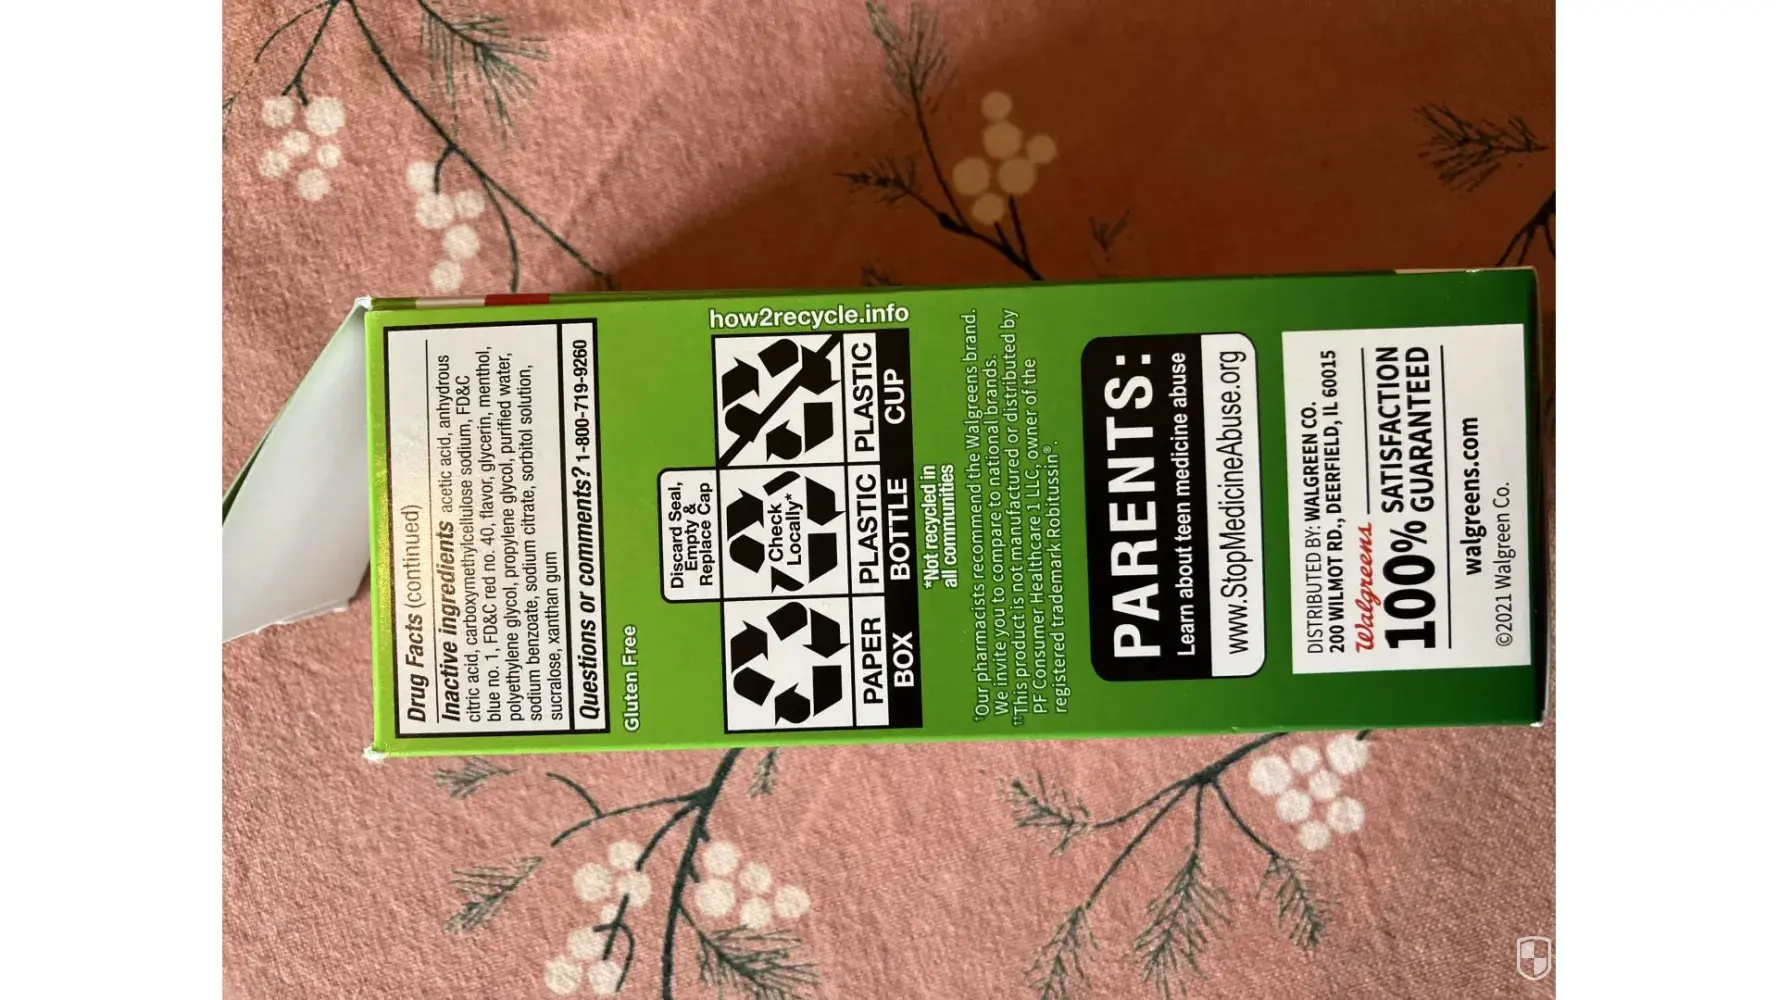 Drug Facts (continued)
Inactive ingredients acetic acid, anhydrous
citric acid, carboxymethylcellulose sodium, FD&C
blue no. 1, FD&C red no. 40, flavor, glycerin, menthol,
polyethylene glycol, propylene glycol, purified water,
sodium benzoate, sodium citrate, sorbitol solution,
sucralose, xanthan gum
Questions or comments? 1-800-719-9260
Gluten Free
Discard Seal,
Empty &
Replace Cap
how2recycle.info
Check
Locally*
PAPER
BOX
PLASTIC
BOTTLE
PLASTIC
CUP
*Not recycled in
all communities
†Our pharmacists recommend the Walgreens brand.
We invite you to compare to national brands.
††This product is not manufactured or distributed by
PF Consumer Healthcare 1 LLC, owner of the
registered trademark Robitussin®.
PARENTS:
Learn about teen medicine abuse
www.StopMedicineAbuse.org
DISTRIBUTED BY: WALGREEN CO.
200 WILMOT RD., DEERFIELD, IL 60015
Walgreens
100% SATISFACTION
GUARANTEED
walgreens.com
©2021 Walgreen Co.